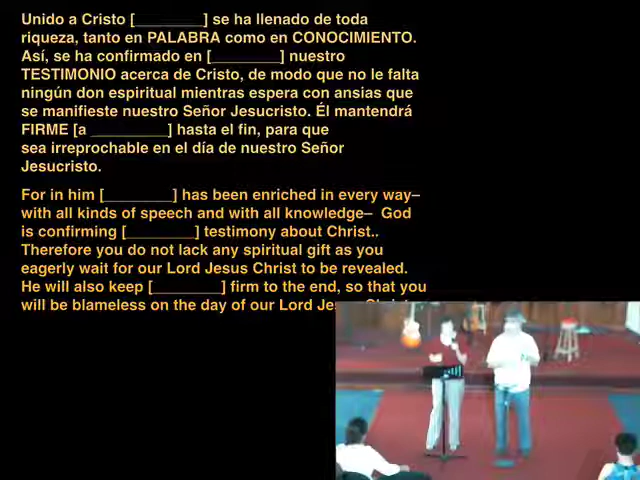 Unido a Cristo [________] se ha llenado de toda
riqueza, tanto en PALABRA como en CONOCIMIENTO.
Así, se ha confirmado en [________] nuestro
TESTIMONIO acerca de Cristo, de modo que no le falta
ningún don espiritual mientras espera con ansias que
se manifieste nuestro Señor Jesucristo. Él mantendrá
FIRME [a _________] hasta el fin, para que
sea irreprochable en el día de nuestro Señor
Jesucristo.
For in him [________] has been enriched in every way–
with all kinds of speech and with all knowledge– God
is confirming [________] testimony about Christ..
Therefore you do not lack any spiritual gift as you
eagerly wait for our Lord Jesus Christ to be revealed.
He will also keep [________] firm to the end, so that you
will be blameless on the day of our Lord